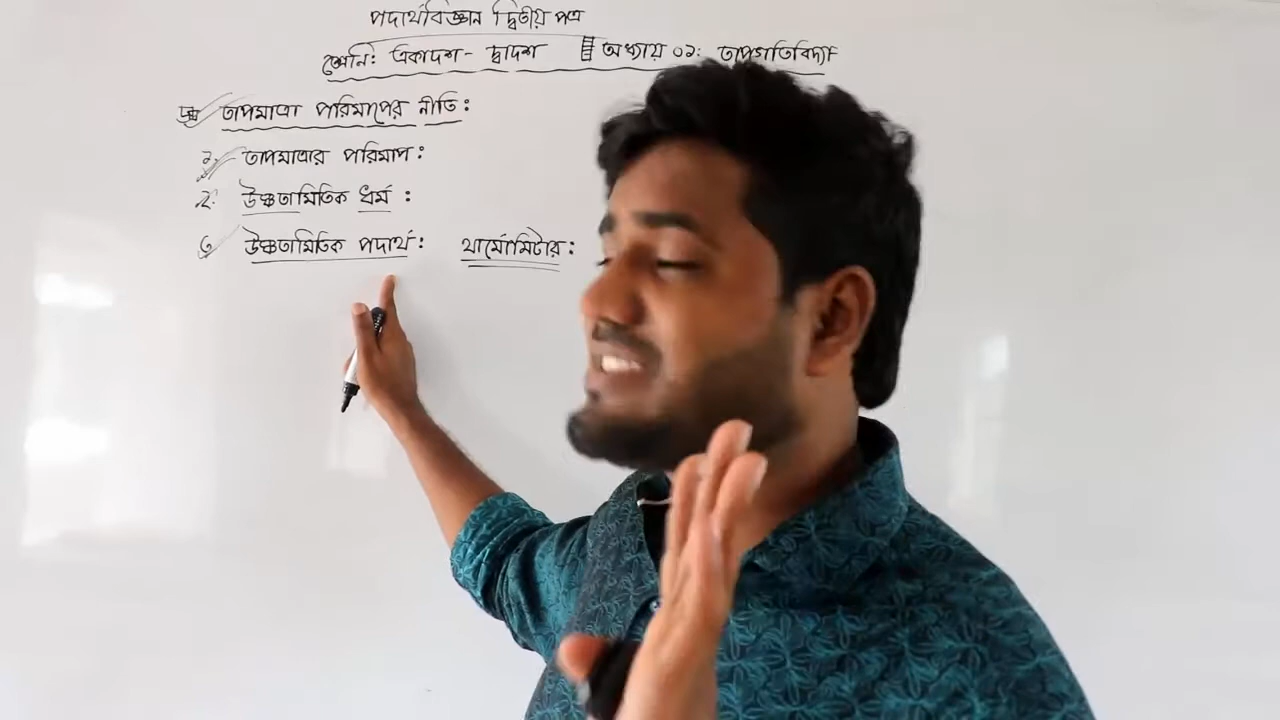 পদার্থবিজ্ঞান দ্বিতীয় পত্র
শ্রেনি: একাদশ - দ্বাদশ অধ্যায় ০১: তাপগতিবিদ্যা
তাপমাত্রা পরিমাপের নীতি:
১. তাপমাত্রার পরিমাপ:
২. উষ্ণতামিতিক ধর্ম :
৩ উষ্ণতামিতিক পদার্থ: থার্মোমিটার: